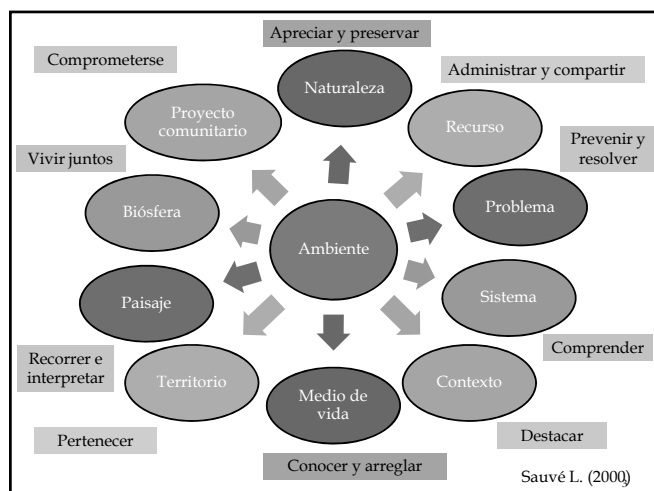 Apreciar y preservar
Comprometerse
Administrar y compartir
Naturaleza
Proyecto
comunitario
Recurso
Prevenir y
resolver
Vivir juntos
Biósfera
Problema
Ambiente
Paisaje
Sistema
Comprender
Recorrer e
interpretar
Territorio
Medio de
vida
Contexto
Pertenecer
Destacar
Conocer y arreglar
Sauvé L. (2000)